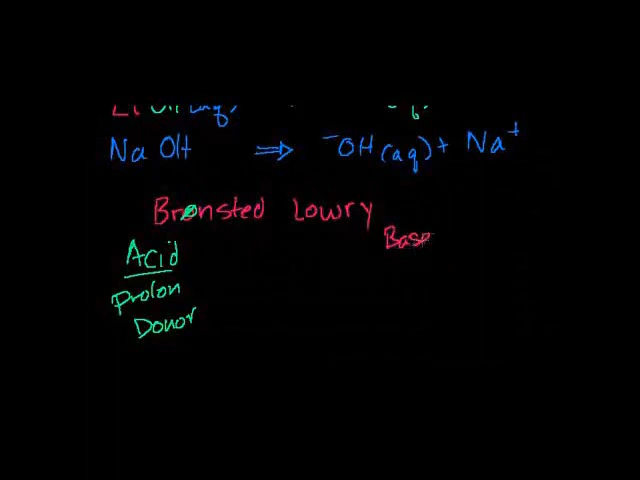 NaOH ⇒ ⁻OH(aq) + Na⁺
Bronsted Lowry
Base
Acid
Proton
Donor